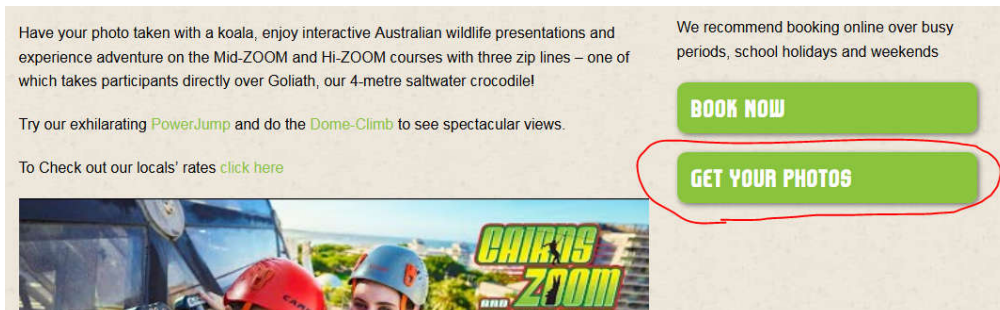 Have your photo taken with a koala, enjoy interactive Australian wildlife presentations and
experience adventure on the Mid-ZOOM and Hi-ZOOM courses with three zip lines – one of
which takes participants directly over Goliath, our 4-metre saltwater crocodile!
Try our exhilarating PowerJump and do the Dome-Climb to see spectacular views.
To Check out our locals' rates click here
CAIRNS
AND ZOOM
We recommend booking online over busy
periods, school holidays and weekends
BOOK NOW
GET YOUR PHOTOS